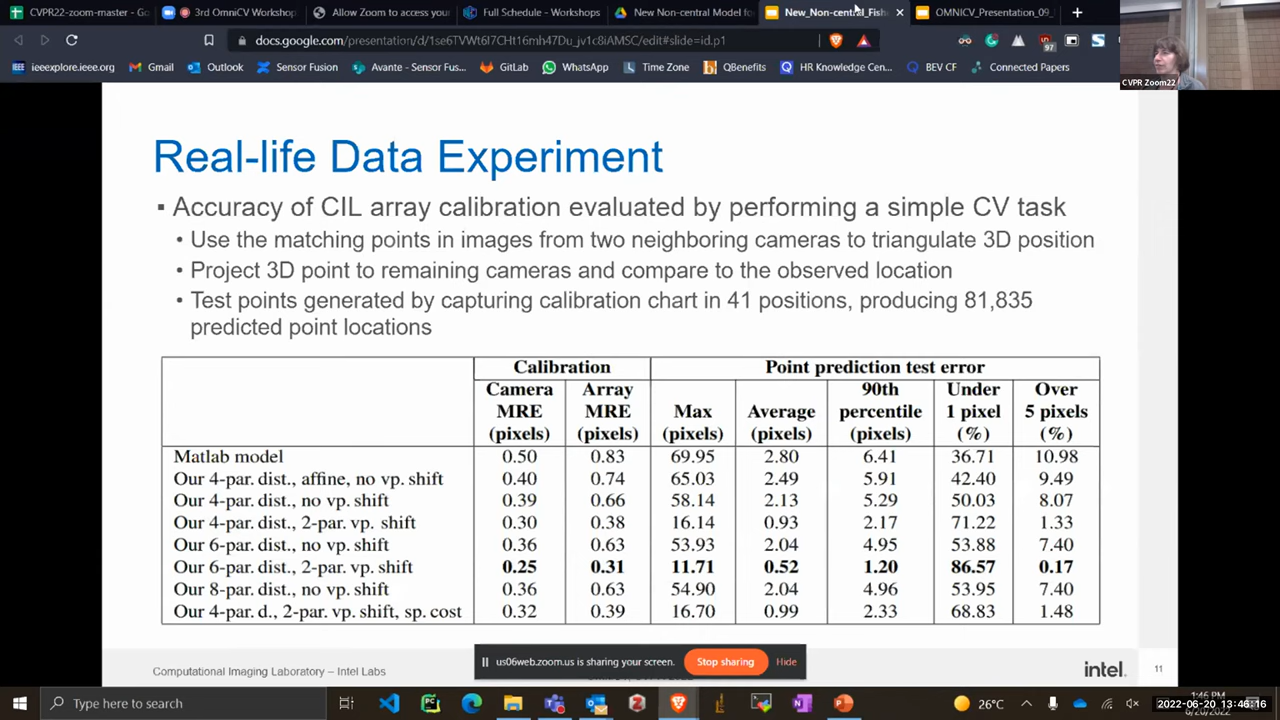 CVPR22-zoom-master - Go
3rd OmniCV Workshop
Allow Zoom to access your
Full Schedule - Workshops
New Non-central Model fo
New_Non-central_Fish
OMNICV_Presentation_09_
docs.google.com/presentation/d/1se6TVWt6I7CHt16mh47Du_jv1c8iAMSC/edit#slide=id.p1
97
ieeexplore.ieee.org
Gmail
Outlook
Sensor Fusion
Avante - Sensor Fus...
GitLab
WhatsApp
Time Zone
QBenefits
HR Knowledge Cen...
BEV CF
Connected Papers
CVPR Zoom22
Real-life Data Experiment
▪ Accuracy of CIL array calibration evaluated by performing a simple CV task
• Use the matching points in images from two neighboring cameras to triangulate 3D position
• Project 3D point to remaining cameras and compare to the observed location
• Test points generated by capturing calibration chart in 41 positions, producing 81,835
predicted point locations
Calibration Point prediction test error
Camera MRE (pixels) Array MRE (pixels) Max (pixels) Average (pixels) 90th percentile (pixels) Under 1 pixel (%) Over 5 pixels (%)
Matlab model 0.50 0.83 69.95 2.80 6.41 36.71 10.98
Our 4-par. dist., affine, no vp. shift 0.40 0.74 65.03 2.49 5.91 42.40 9.49
Our 4-par. dist., no vp. shift 0.39 0.66 58.14 2.13 5.29 50.03 8.07
Our 4-par. dist., 2-par. vp. shift 0.30 0.38 16.14 0.93 2.17 71.22 1.33
Our 6-par. dist., no vp. shift 0.36 0.63 53.93 2.04 4.95 53.88 7.40
Our 6-par. dist., 2-par. vp. shift 0.25 0.31 11.71 0.52 1.20 86.57 0.17
Our 8-par. dist., no vp. shift 0.36 0.63 54.90 2.04 4.96 53.95 7.40
Our 4-par. d., 2-par. vp. shift, sp. cost 0.32 0.39 16.70 0.99 2.33 68.83 1.48
us06web.zoom.us is sharing your screen.
Stop sharing
Hide
Computational Imaging Laboratory – Intel Labs
intel.
11
Type here to search
26°C
1:46 PM
2022-06-20 13:46:16